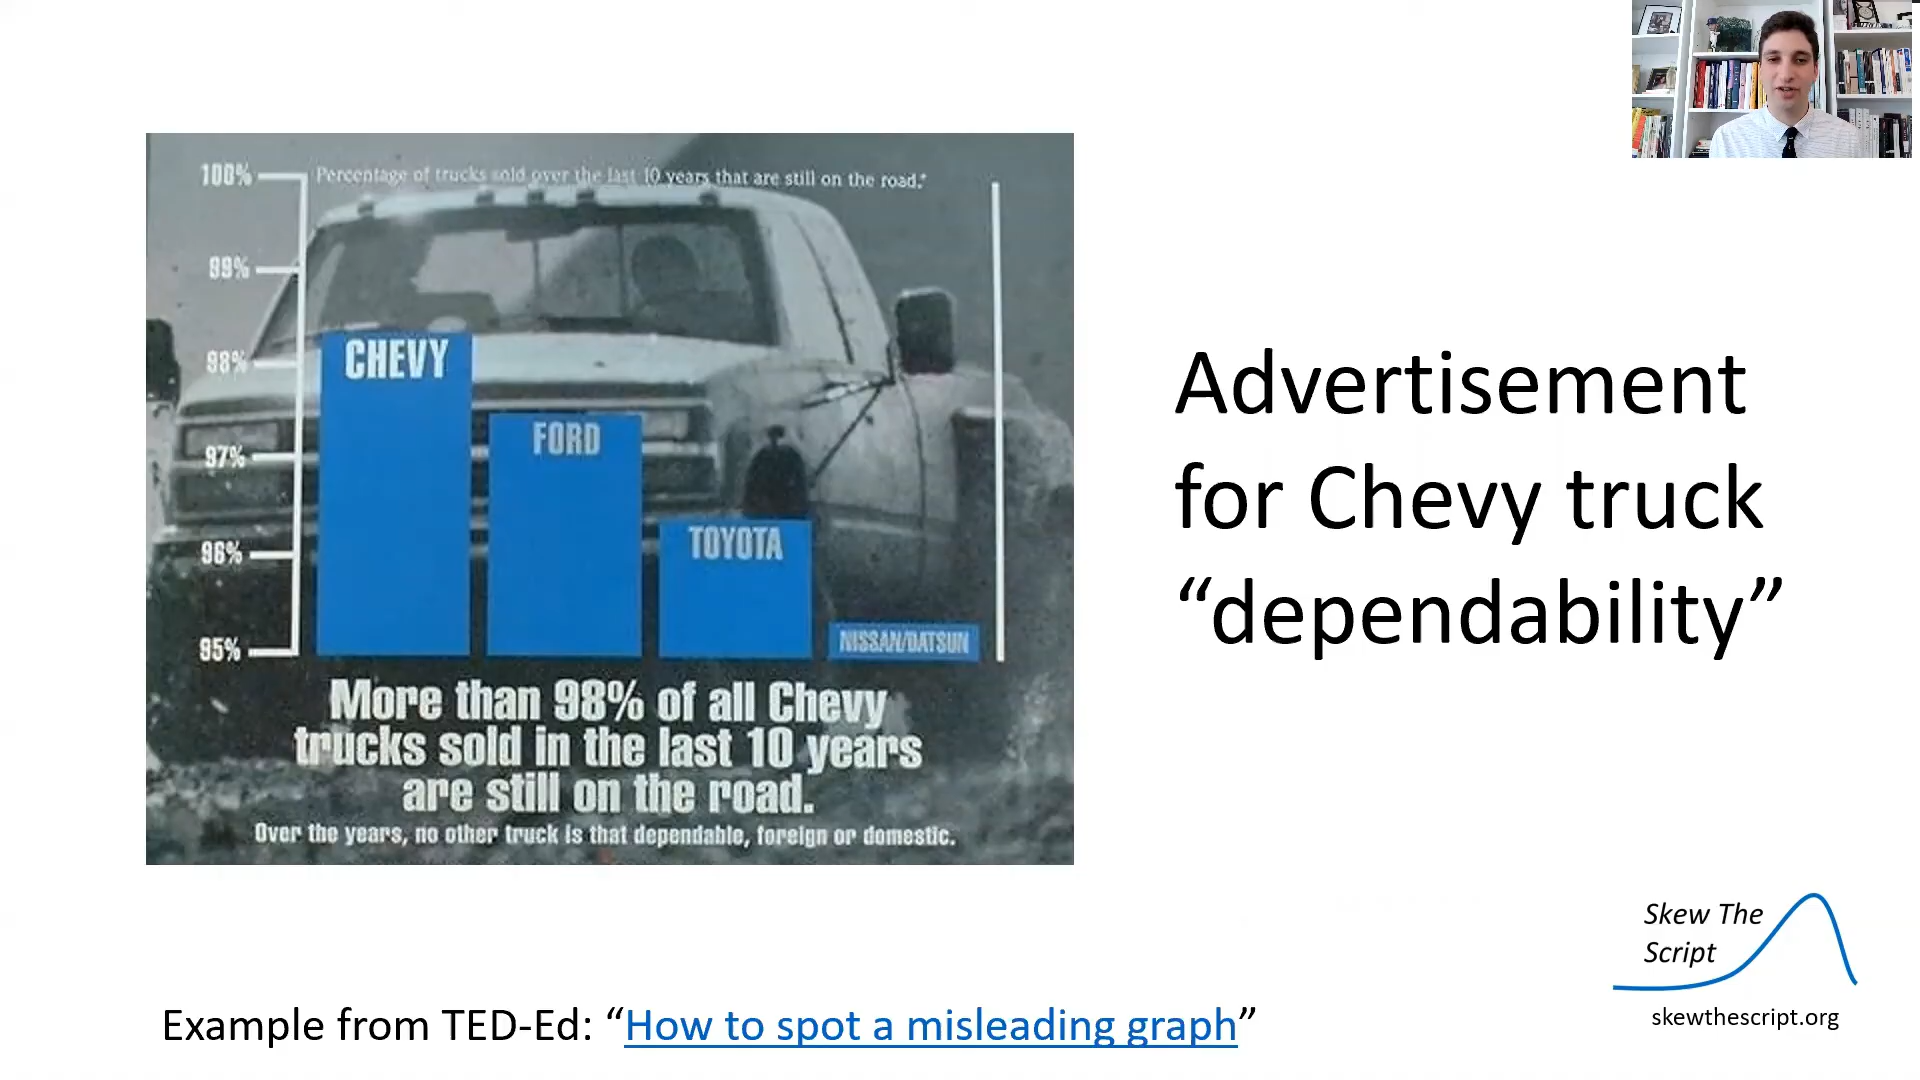 100%
Percentage of trucks sold over the last 10 years that are still on the road.*
99%
98%
97%
96%
95%
CHEVY
FORD
TOYOTA
NISSAN/DATSUN
More than 98% of all Chevy
trucks sold in the last 10 years
are still on the road.
Over the years, no other truck is that dependable, foreign or domestic.
Advertisement
for Chevy truck
“dependability”
Skew The
Script
skewthescript.org
Example from TED-Ed: “How to spot a misleading graph”